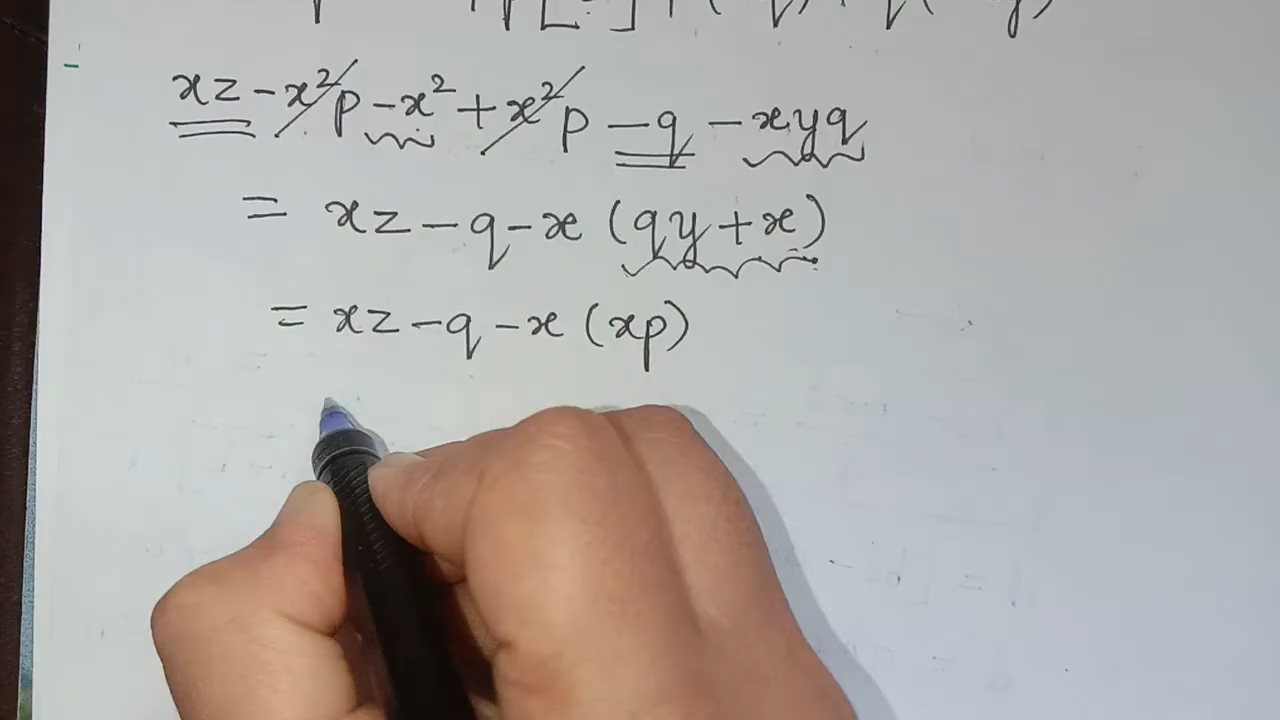 xz - x²p - x² + x²p - q - xyq
= xz - q - x (qy + x)
= xz - q - x (xp)